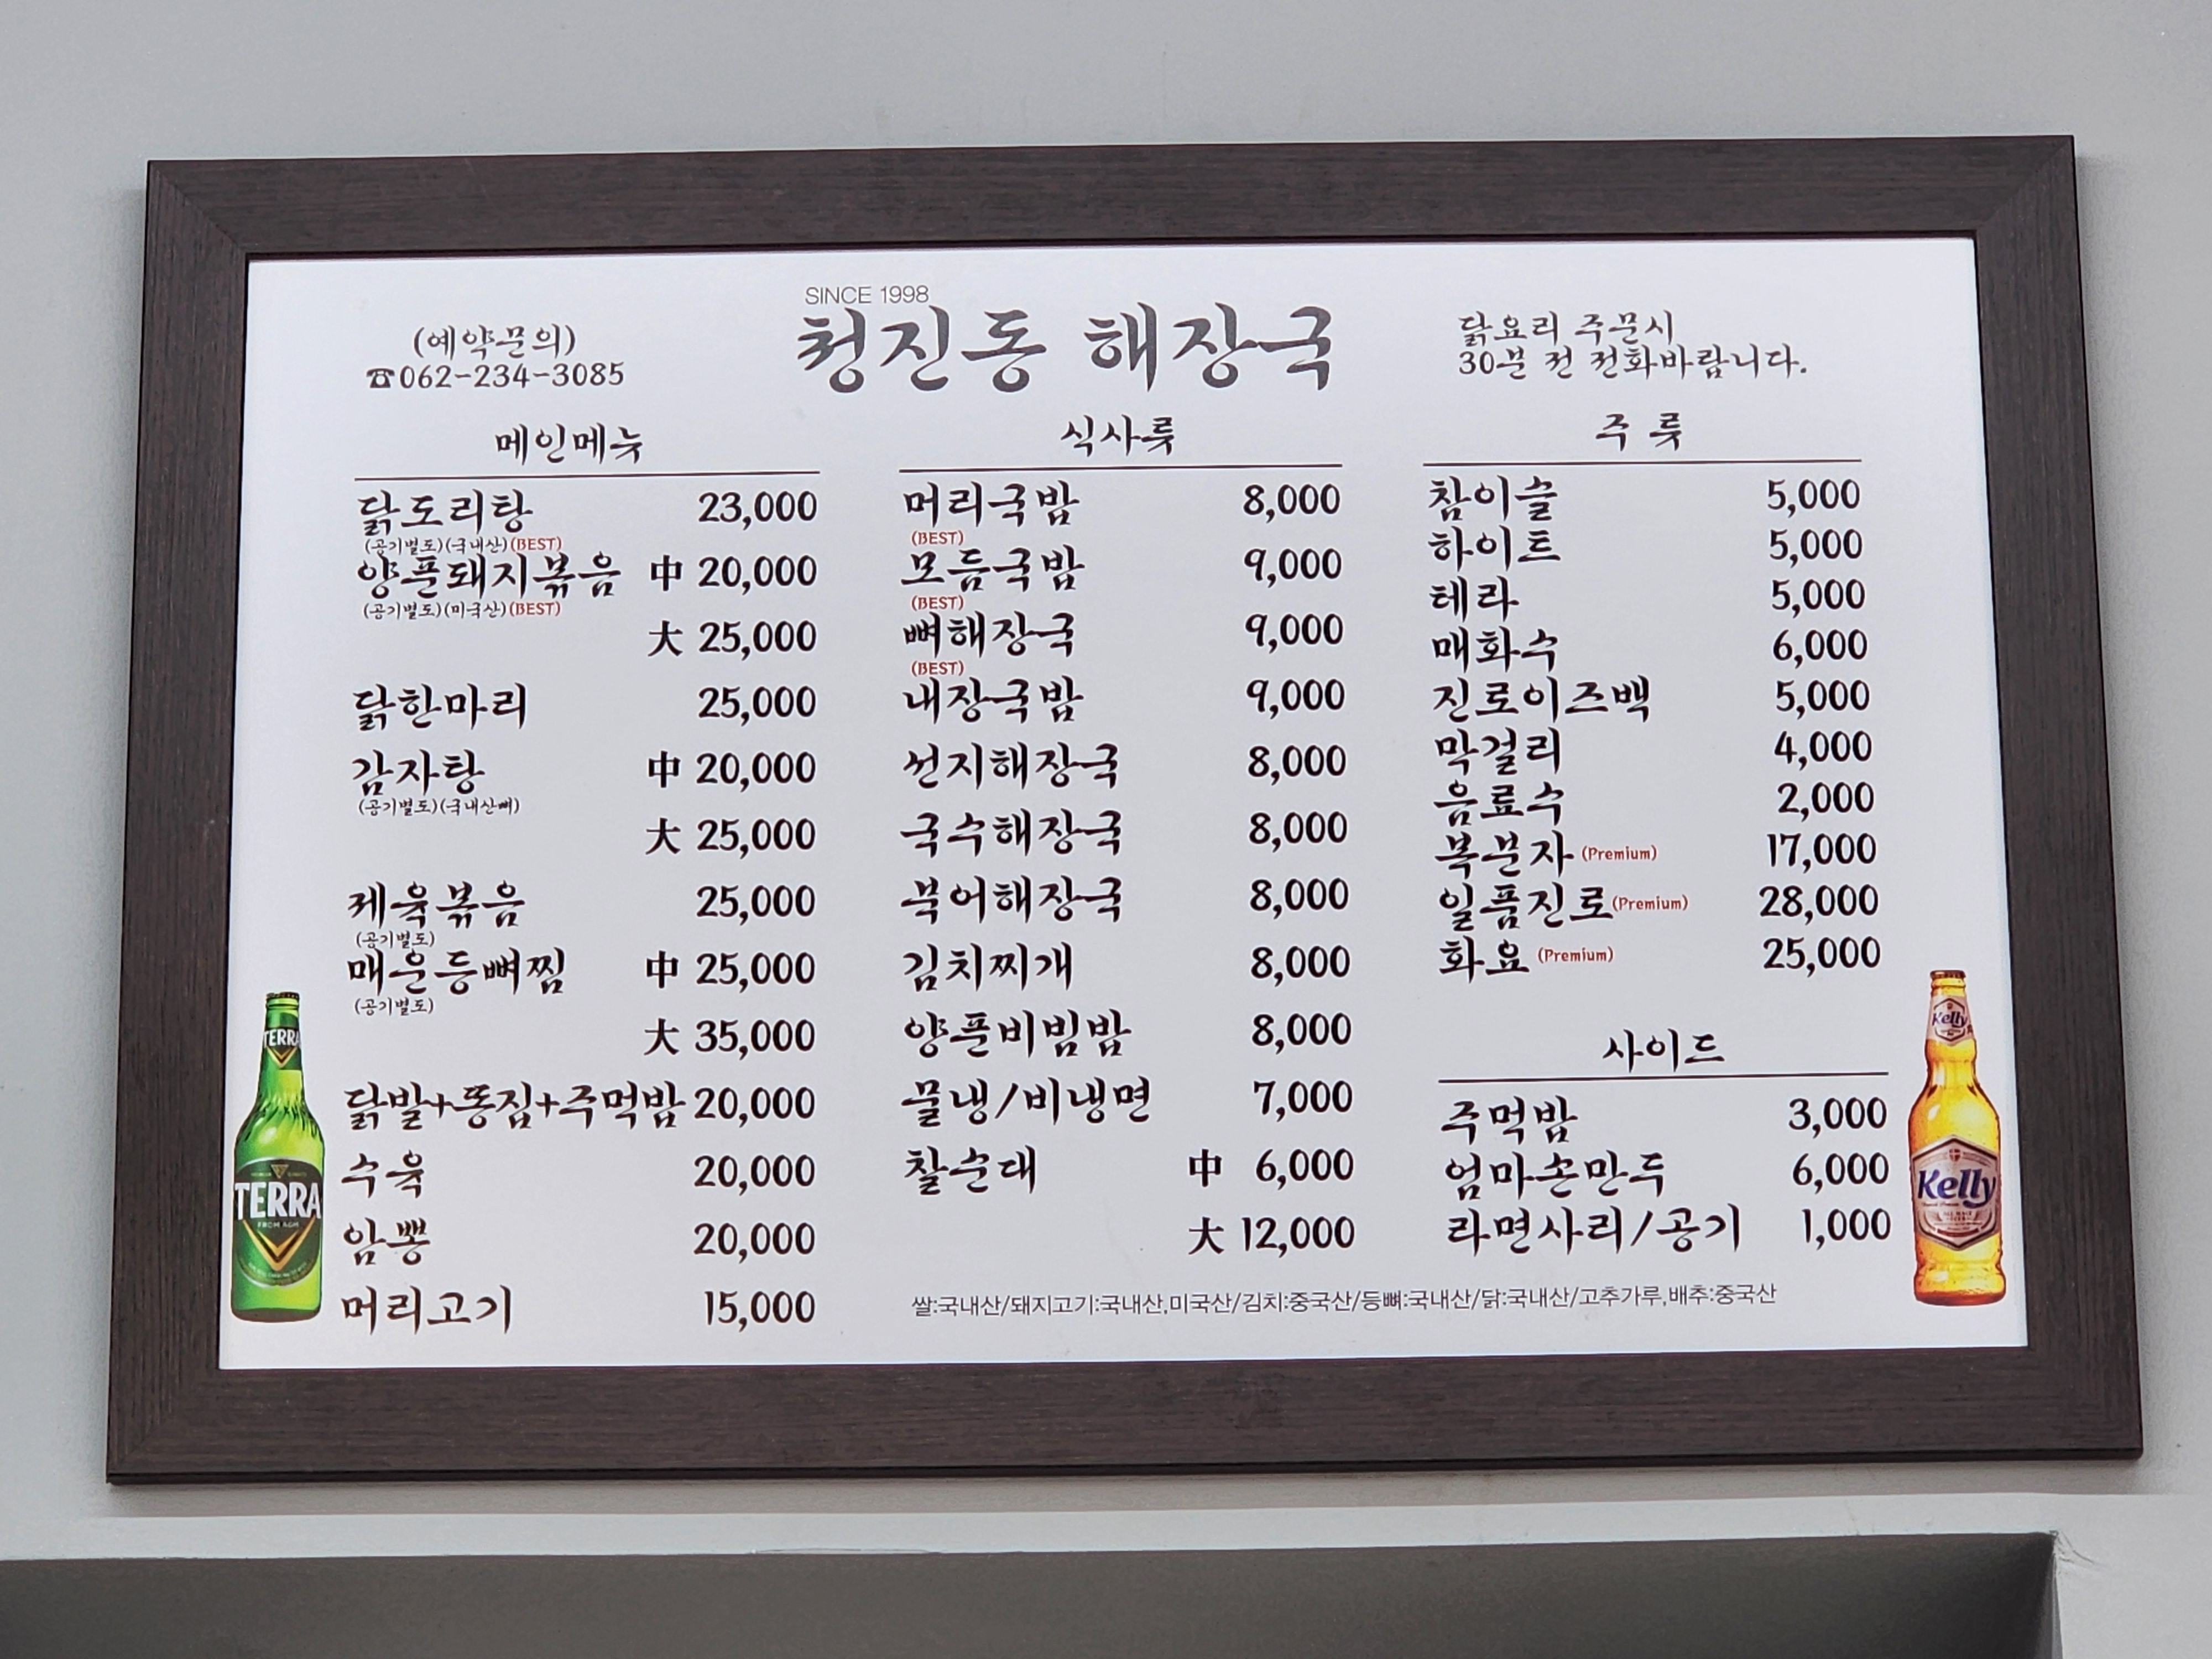 SINCE 1998
청진동 해장국
(예약문의)
☎062-234-3085
닭요리 주문시
30분 전 전화바랍니다.
메인메뉴
닭도리탕 23,000
(공기별도)(국내산)(BEST)
양푼돼지볶음 中 20,000
(공기별도)(미국산)(BEST)
大 25,000
닭한마리 25,000
감자탕 中 20,000
(공기별도)(국내산뼈)
大 25,000
제육볶음 25,000
(공기별도)
매운등뼈찜 中 25,000
(공기별도)
大 35,000
닭발+똥집+주먹밥 20,000
수육 20,000
암뽕 20,000
머리고기 15,000
식사류
머리국밥 8,000
(BEST)
모듬국밥 9,000
(BEST)
뼈해장국 9,000
(BEST)
내장국밥 9,000
선지해장국 8,000
국수해장국 8,000
북어해장국 8,000
김치찌개 8,000
양푼비빔밥 8,000
물냉/비냉면 7,000
찰순대 中 6,000
大 12,000
주 류
참이슬 5,000
하이트 5,000
테라 5,000
매화수 6,000
진로이즈백 5,000
막걸리 4,000
음료수 2,000
복분자 (Premium) 17,000
일품진로(Premium) 28,000
화요 (Premium) 25,000
사이드
주먹밥 3,000
엄마손만두 6,000
라면사리/공기 1,000
쌀:국내산/돼지고기:국내산,미국산/김치:중국산/등뼈:국내산/닭:국내산/고추가루,배추:중국산
TERRA
TERRA
FROM AGM
Kelly
Kelly